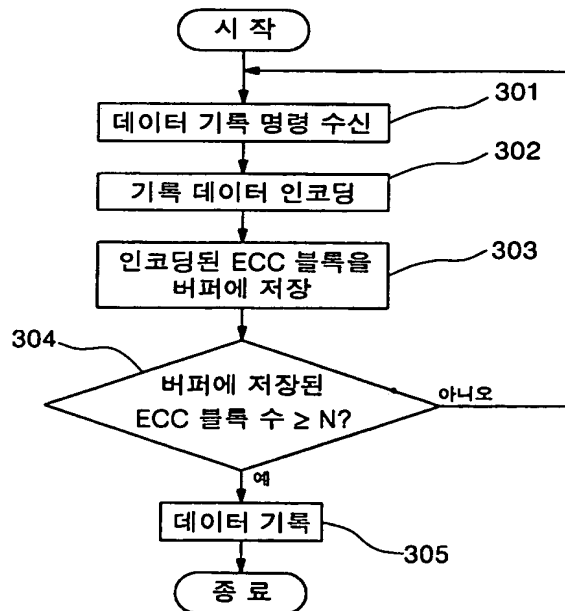 시 작
데이터 기록 명령 수신
301
기록 데이터 인코딩
302
인코딩된 ECC 블록을
버퍼에 저장
303
304
버퍼에 저장된
ECC 블록 수 ≥ N?
아니오
예
데이터 기록
305
종 료